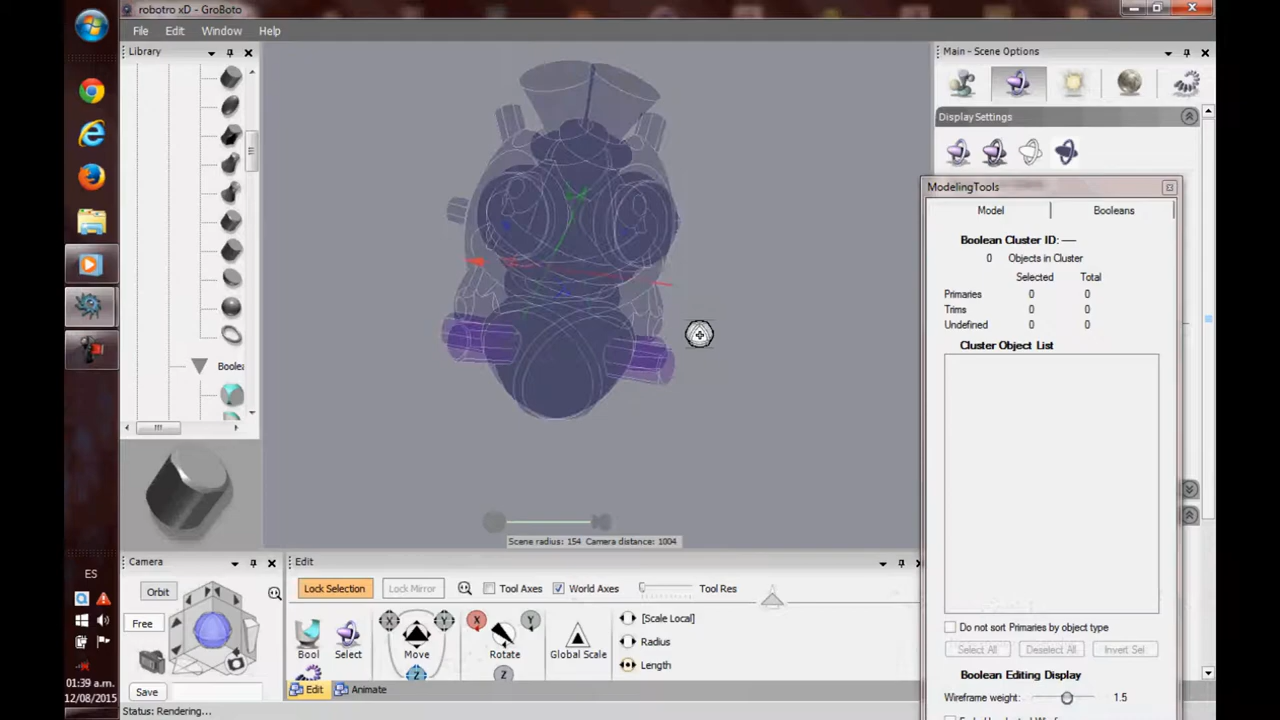 robotro xD - GroBoto
File Edit Window Help
Library
Boolea
Main - Scene Options
DisplaySettings
ModelingTools
Model Booleans
Boolean Cluster ID: —
0 Objects in Cluster
Selected Total
Primaries 0 0
Trims 0 0
Undefined 0 0
Cluster Object List
Do not sort Primaries by object type
Select All Deselect All Invert Sel
Boolean Editing Display
Wireframe weight: 1.5
Scene radius: 154 Camera distance: 1004
Camera
Orbit
Free
Save
Edit
Lock Selection Lock Mirror Tool Axes World Axes Tool Res
X Y X Y
Bool Select Move Rotate Global Scale
Z Z
[Scale Local]
Radius
Length
Edit Animate
Status: Rendering...
ES
01:39 a.m.
12/08/2015